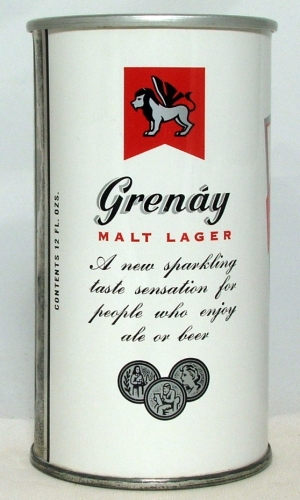 Grenáy
MALT LAGER
A new sparkling
taste sensation for
people who enjoy
ale or beer
CONTENTS 12 FL. OZS.